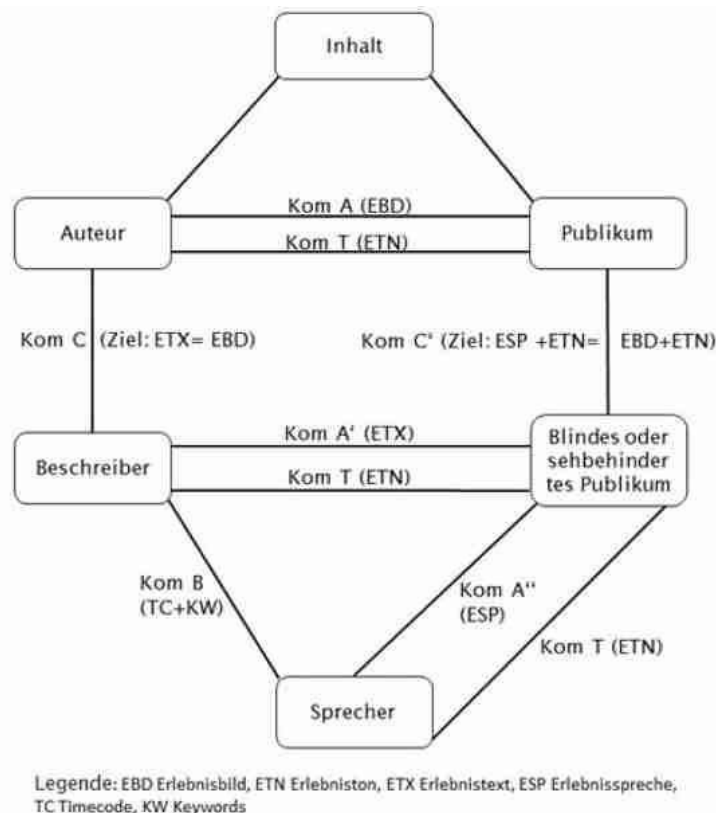 Inhalt
Kom A (EBD)
Auteur
Publikum
Kom T (ETN)
Kom C (Ziel: ETX= EBD)
Kom C' (Ziel: ESP +ETN= EBD+ETN)
Kom A' (ETX)
Beschreiber
Blindes oder
sehbehinder
tes Publikum
Kom T (ETN)
Kom B
(TC+KW)
Kom A''
(ESP)
Kom T (ETN)
Sprecher
Legende: EBD Erlebnisbild, ETN Erlebniston, ETX Erlebnistext, ESP Erlebnisspreche,
TC Timecode, KW Keywords